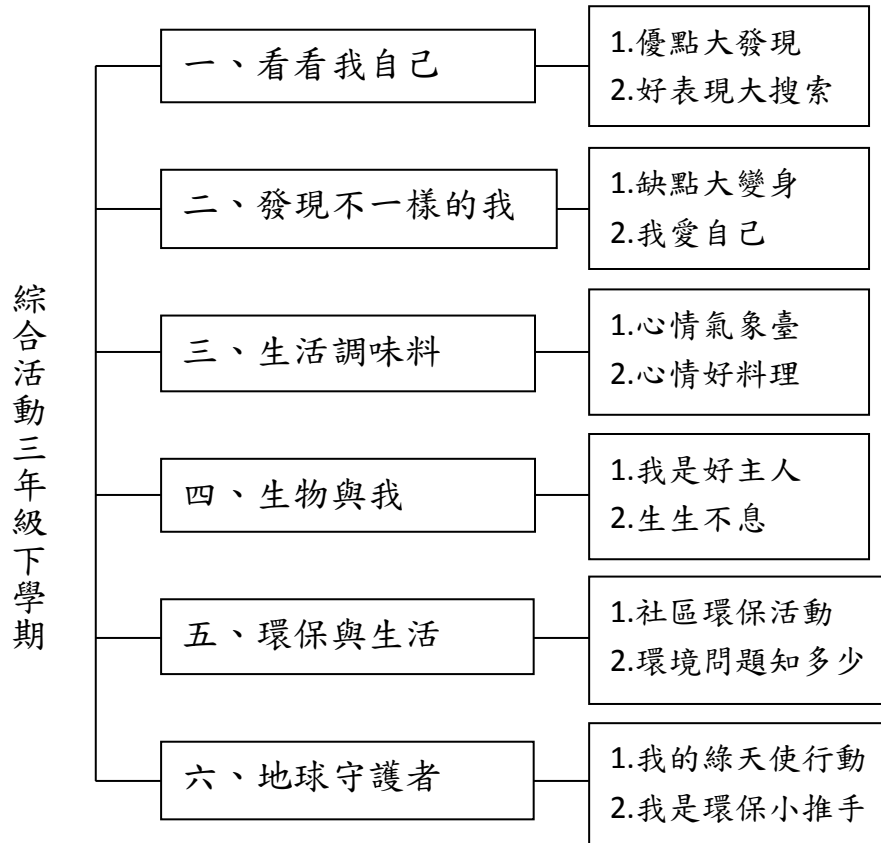 綜合活動三年級下學期
一、看看我自己
1.優點大發現
2.好表現大搜索
二、發現不一樣的我
1.缺點大變身
2.我愛自己
三、生活調味料
1.心情氣象臺
2.心情好料理
四、生物與我
1.我是好主人
2.生生不息
五、環保與生活
1.社區環保活動
2.環境問題知多少
六、地球守護者
1.我的綠天使行動
2.我是環保小推手